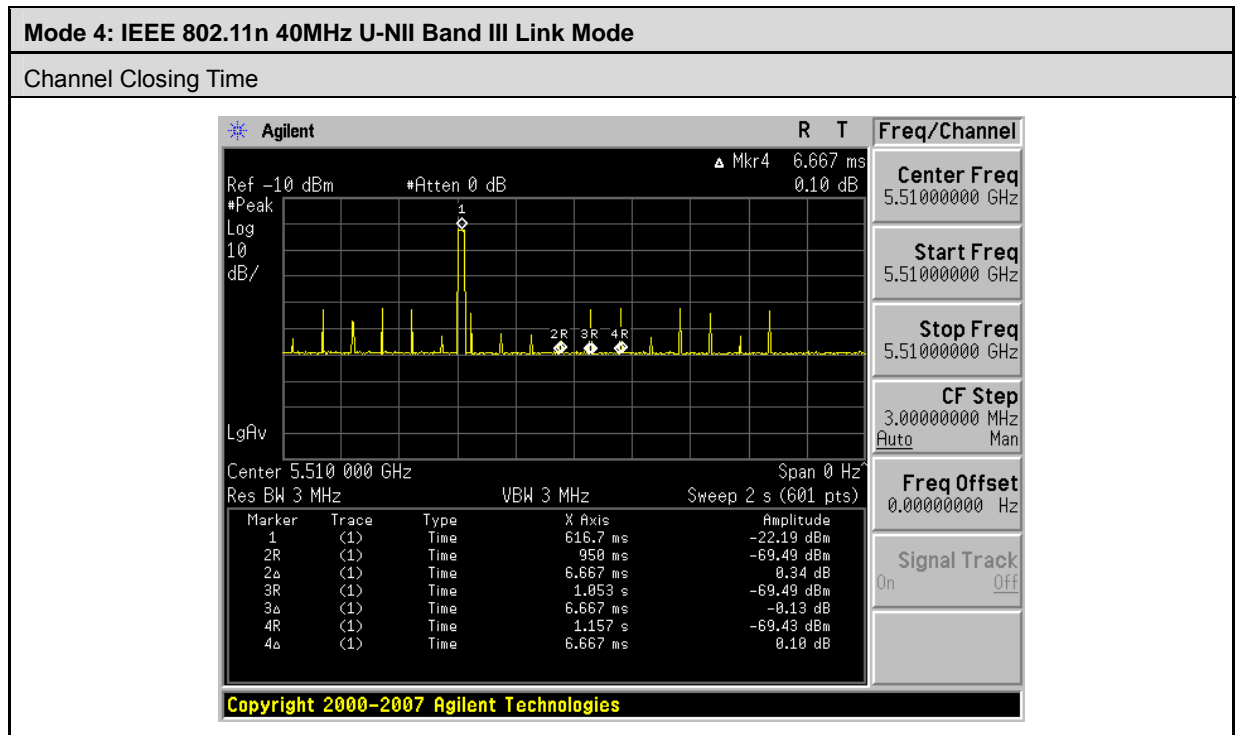 Mode 4: IEEE 802.11n 40MHz U-NII Band III Link Mode
Channel Closing Time
Agilent R T Freq/Channel
Δ Mkr4 6.667 ms
Ref -10 dBm #Atten 0 dB 0.10 dB
#Peak
Log
10
dB/
1
2R 3R 4R
LgAv
Center 5.510 000 GHz Span 0 Hz^
Res BW 3 MHz VBW 3 MHz Sweep 2 s (601 pts)
Marker Trace Type X Axis Amplitude
1 (1) Time 616.7 ms -22.19 dBm
2R (1) Time 950 ms -69.49 dBm
2Δ (1) Time 6.667 ms 0.34 dB
3R (1) Time 1.053 s -69.49 dBm
3Δ (1) Time 6.667 ms -0.13 dB
4R (1) Time 1.157 s -69.43 dBm
4Δ (1) Time 6.667 ms 0.10 dB
Center Freq
5.51000000 GHz
Start Freq
5.51000000 GHz
Stop Freq
5.51000000 GHz
CF Step
3.00000000 MHz
Auto Man
Freq Offset
0.00000000 Hz
Signal Track
On Off
Copyright 2000-2007 Agilent Technologies